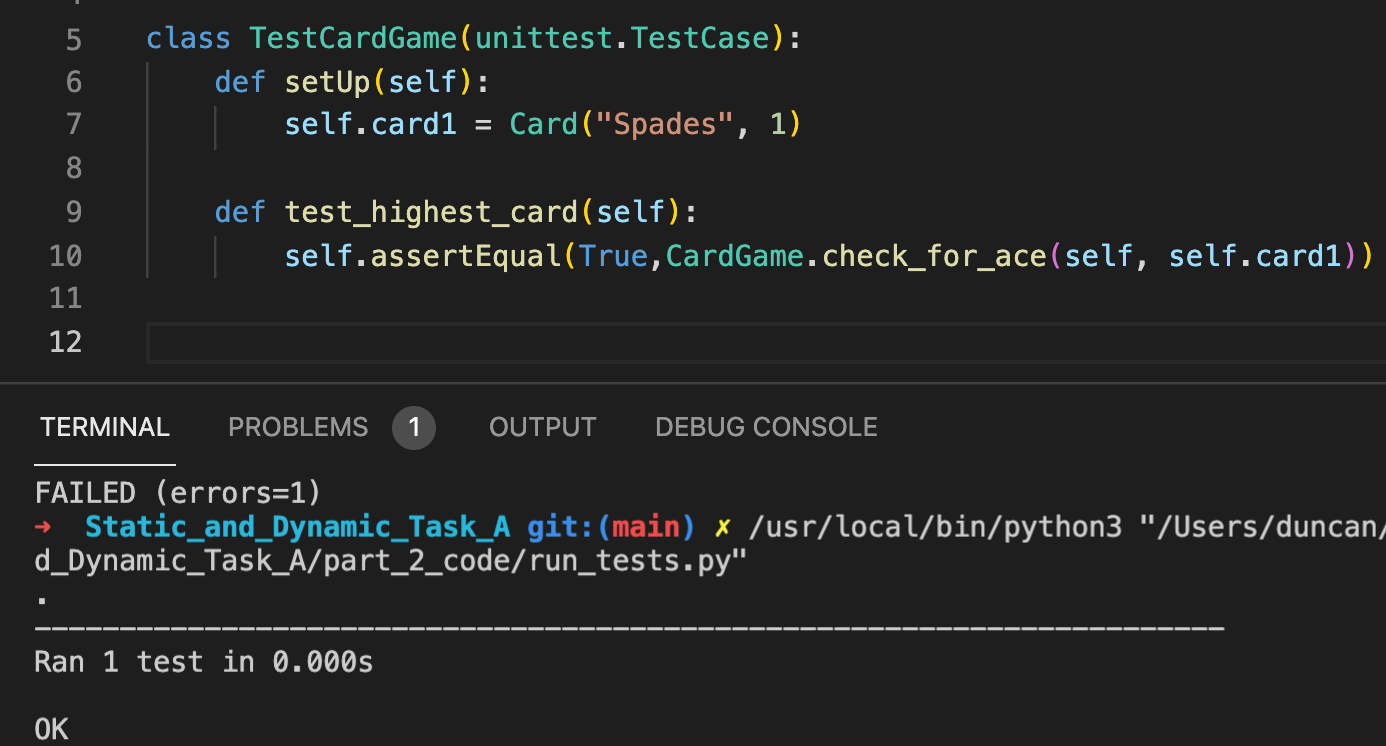 5 class TestCardGame(unittest.TestCase):
6 def setUp(self):
7 self.card1 = Card("Spades", 1)
8
9 def test_highest_card(self):
10 self.assertEqual(True,CardGame.check_for_ace(self, self.card1))
11
12
TERMINAL PROBLEMS 1 OUTPUT DEBUG CONSOLE
FAILED (errors=1)
➜ Static_and_Dynamic_Task_A git:(main) ✗ /usr/local/bin/python3 "/Users/duncan/
d_Dynamic_Task_A/part_2_code/run_tests.py"
.
----------------------------------------------------------------------
Ran 1 test in 0.000s
OK